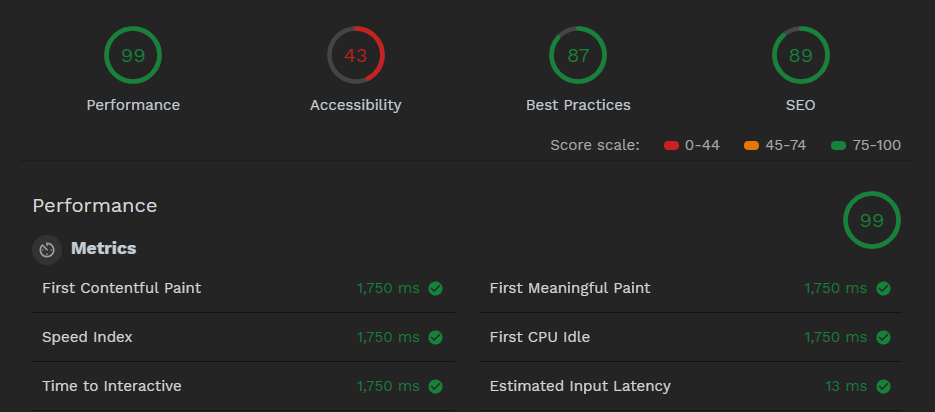 99 43 87 89
Performance Accessibility Best Practices SEO
Score scale: 0-44 45-74 75-100
Performance
99
Metrics
First Contentful Paint 1,750 ms First Meaningful Paint 1,750 ms
Speed Index 1,750 ms First CPU Idle 1,750 ms
Time to Interactive 1,750 ms Estimated Input Latency 13 ms